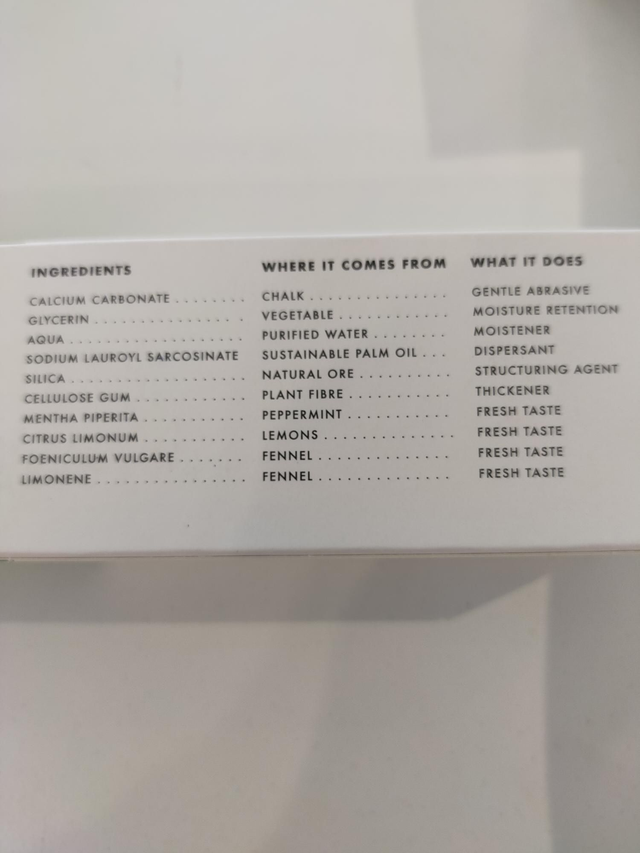 INGREDIENTS WHERE IT COMES FROM WHAT IT DOES
CALCIUM CARBONATE ........ CHALK ............... GENTLE ABRASIVE
GLYCERIN ................. VEGETABLE ............ MOISTURE RETENTION
AQUA .................... PURIFIED WATER ........ MOISTENER
SODIUM LAUROYL SARCOSINATE SUSTAINABLE PALM OIL ... DISPERSANT
SILICA .................... NATURAL ORE .......... STRUCTURING AGENT
CELLULOSE GUM ............ PLANT FIBRE ........... THICKENER
MENTHA PIPERITA ........... PEPPERMINT ........... FRESH TASTE
CITRUS LIMONUM ........... LEMONS .............. FRESH TASTE
FOENICULUM VULGARE ....... FENNEL .............. FRESH TASTE
LIMONENE ................. FENNEL .............. FRESH TASTE